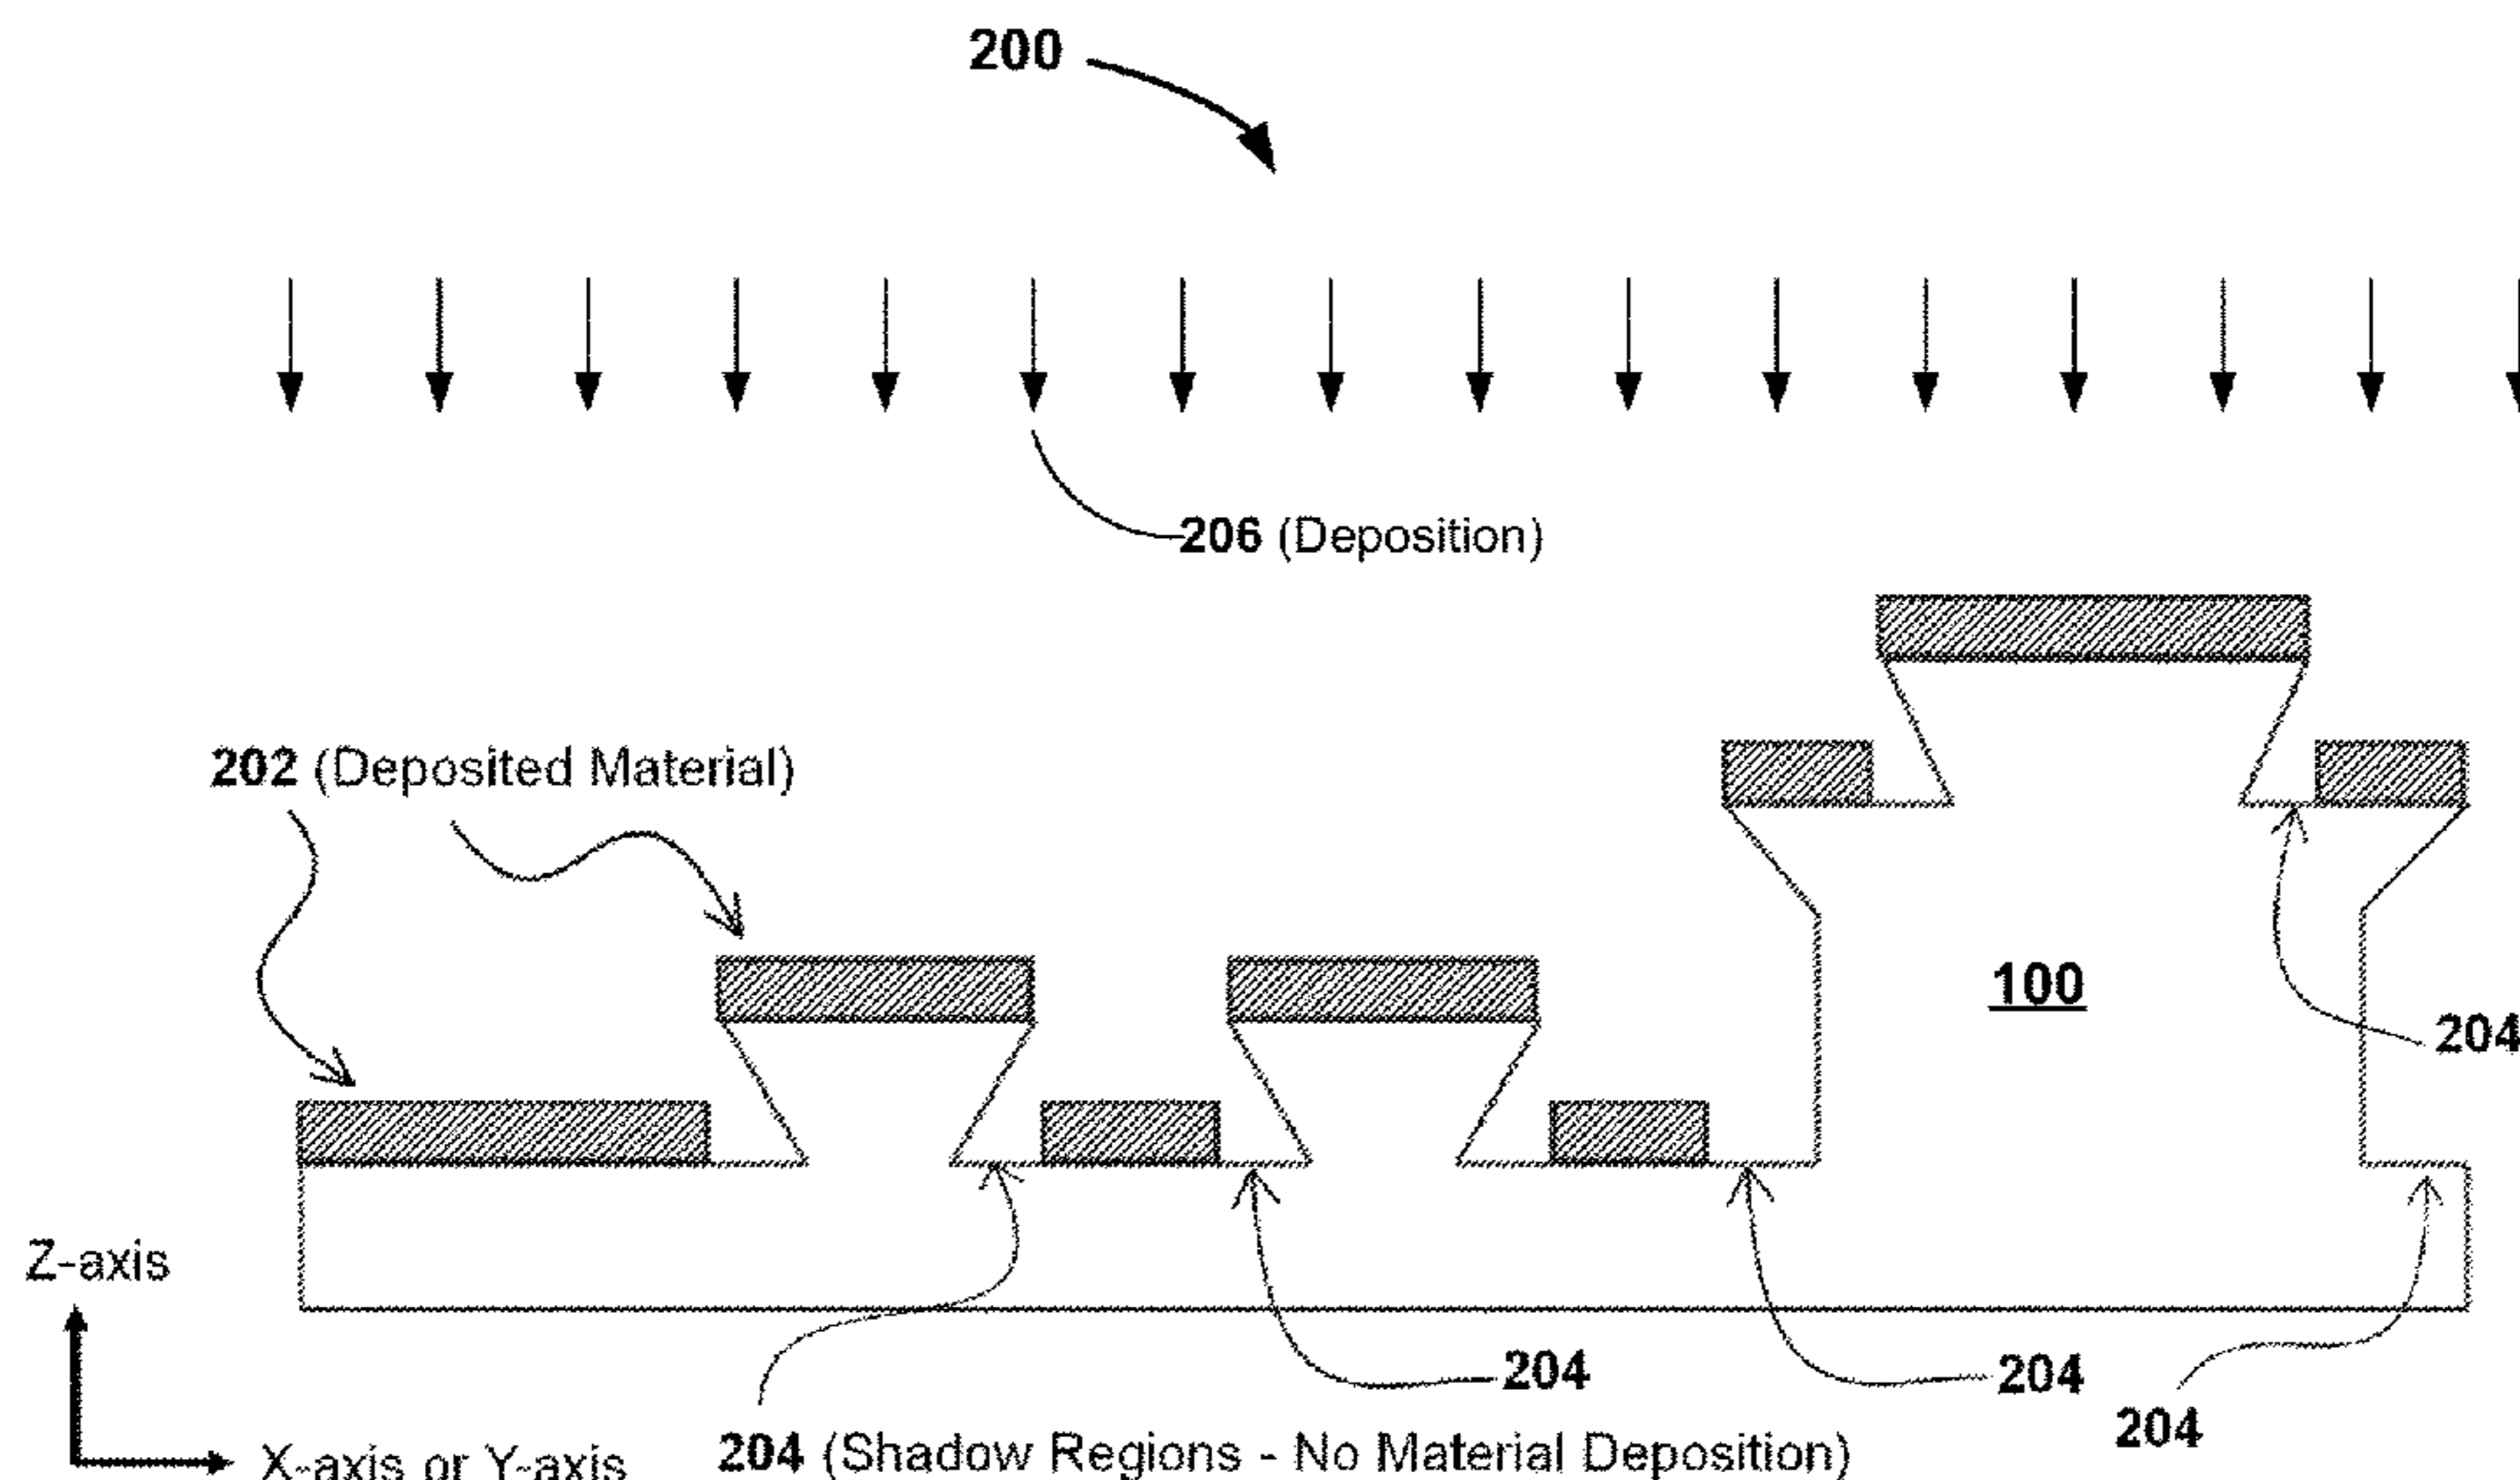 200
206 (Deposition)
202 (Deposited Material)
100
204
Z-axis
204
204
204
204 (Shadow Regions - No Material Deposition)
X-axis or Y-axis